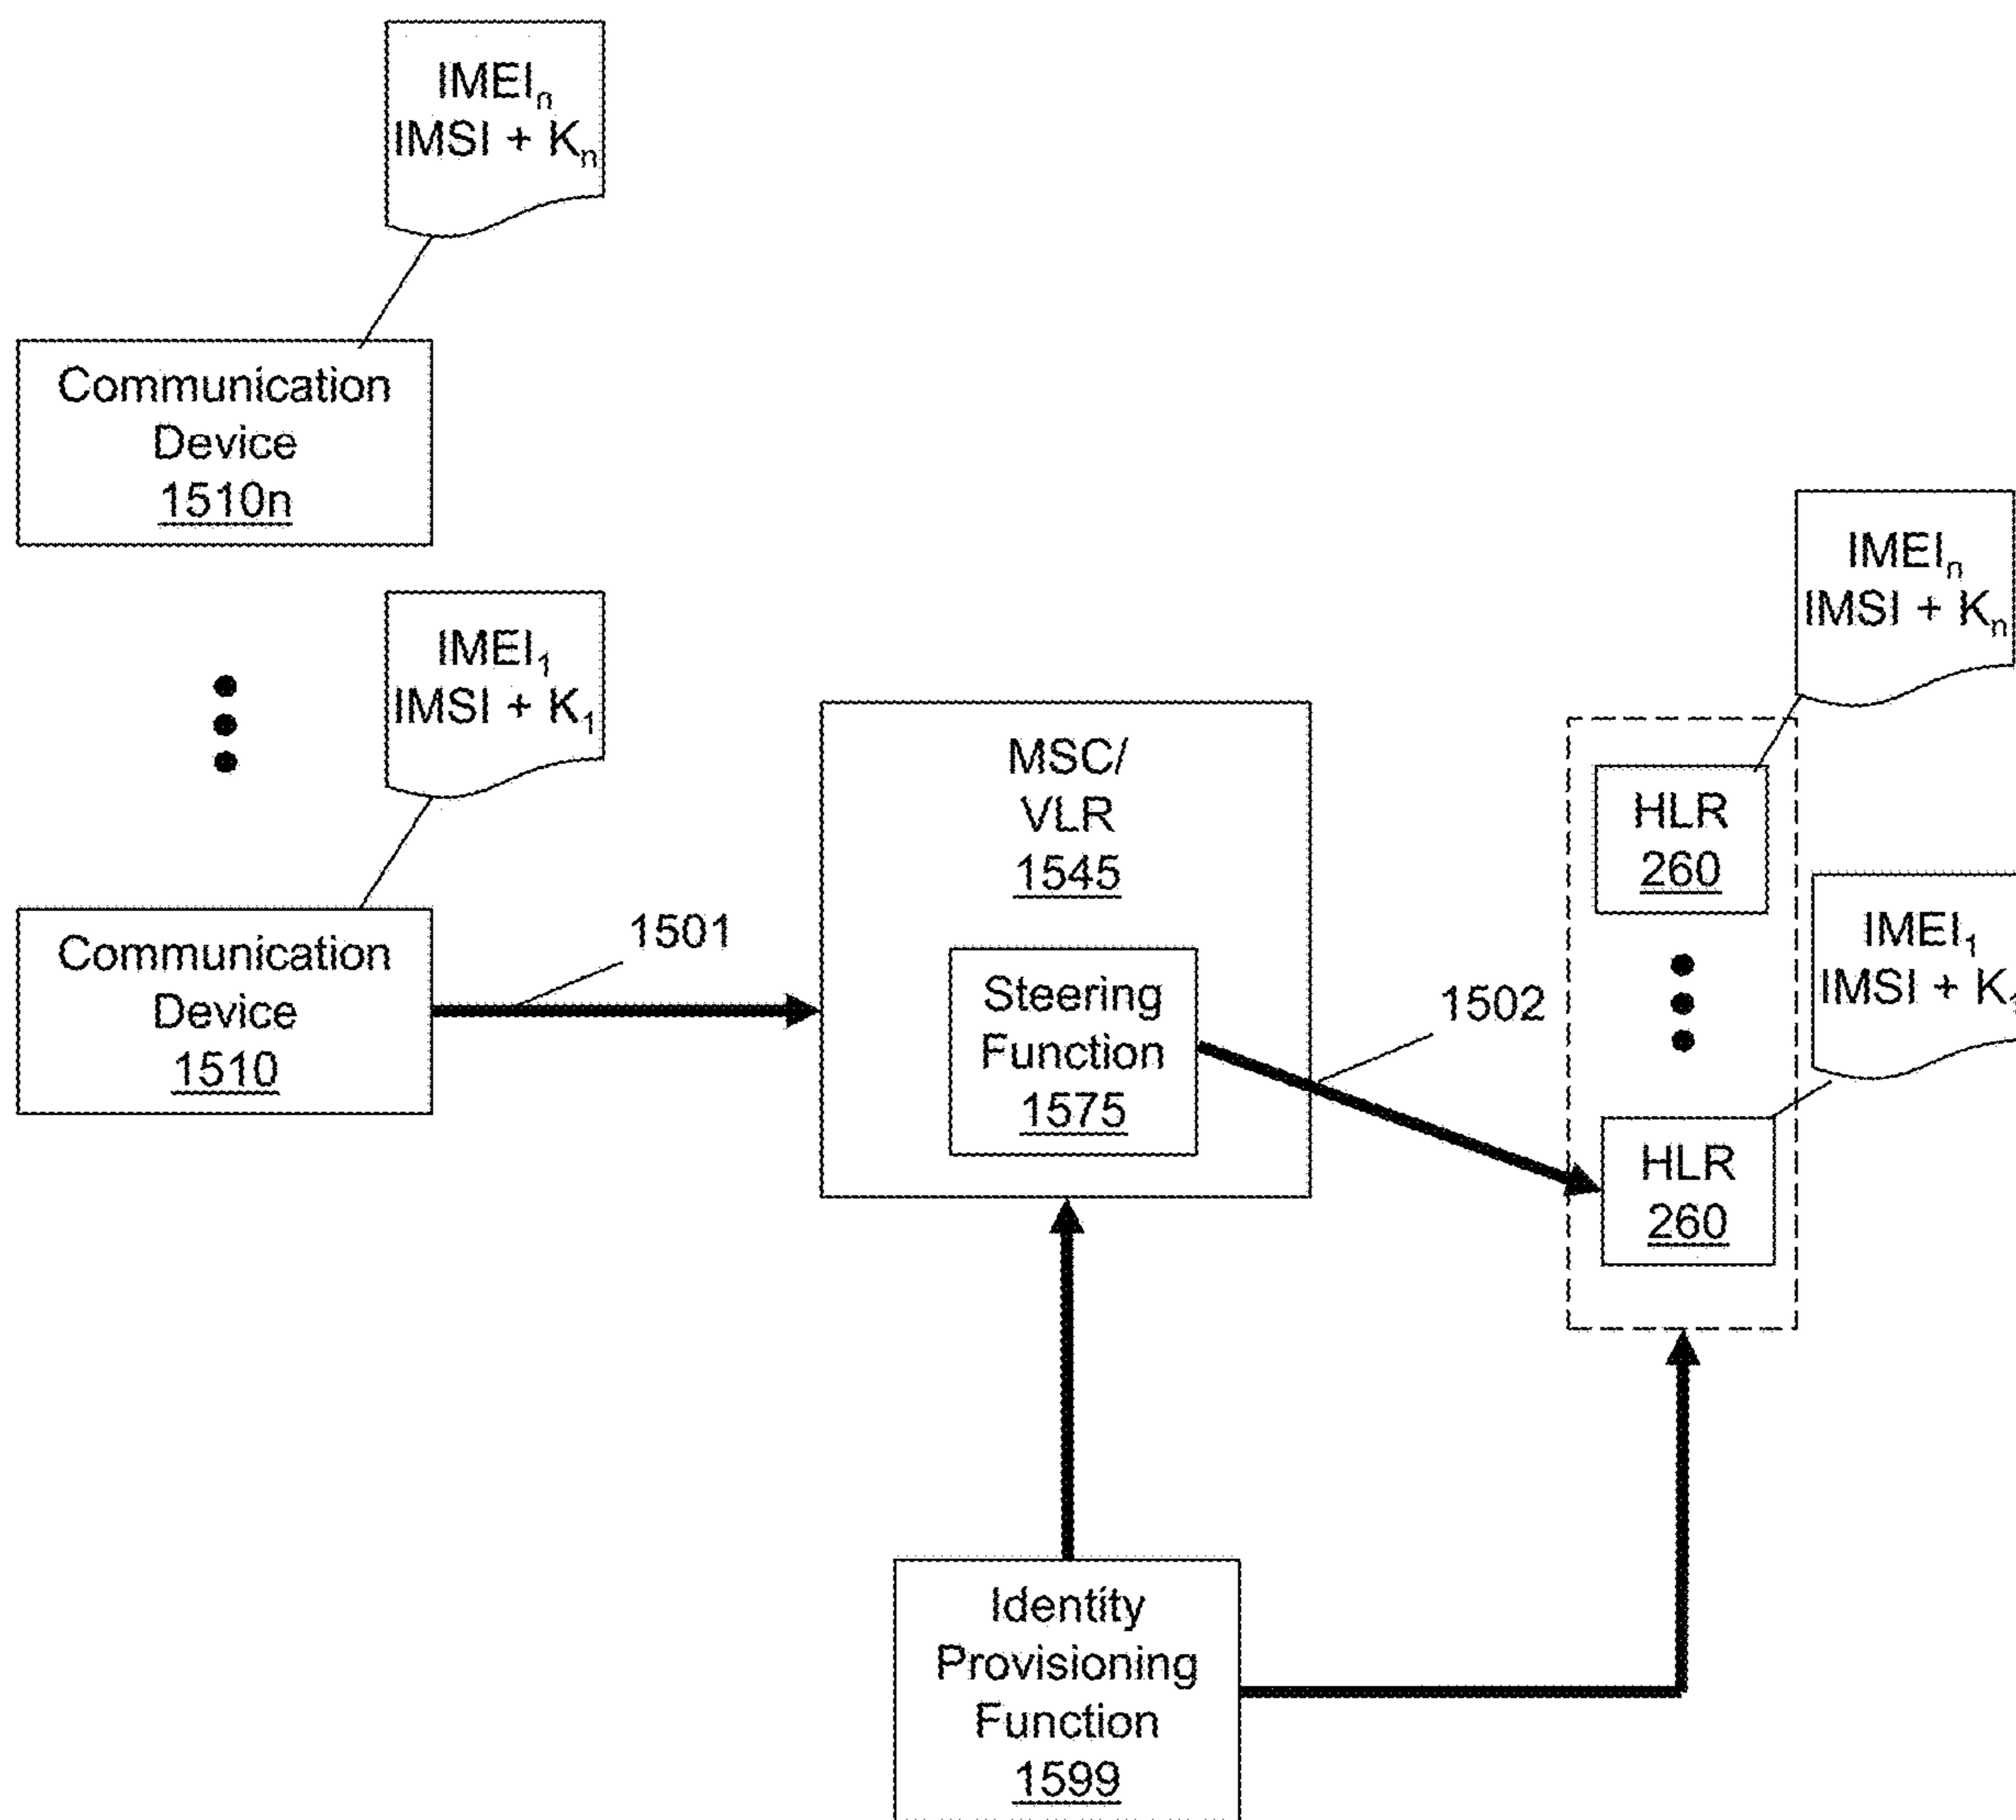 IMEIₙ
IMSI + Kₙ
Communication
Device
1510n
IMEI₁
IMSI + K₁
Communication
Device
1510
1501
MSC/
VLR
1545
Steering
Function
1575
1502
IMEIₙ
IMSI + Kₙ
HLR
260
IMEI₁
IMSI + K₁
HLR
260
Identity
Provisioning
Function
1599